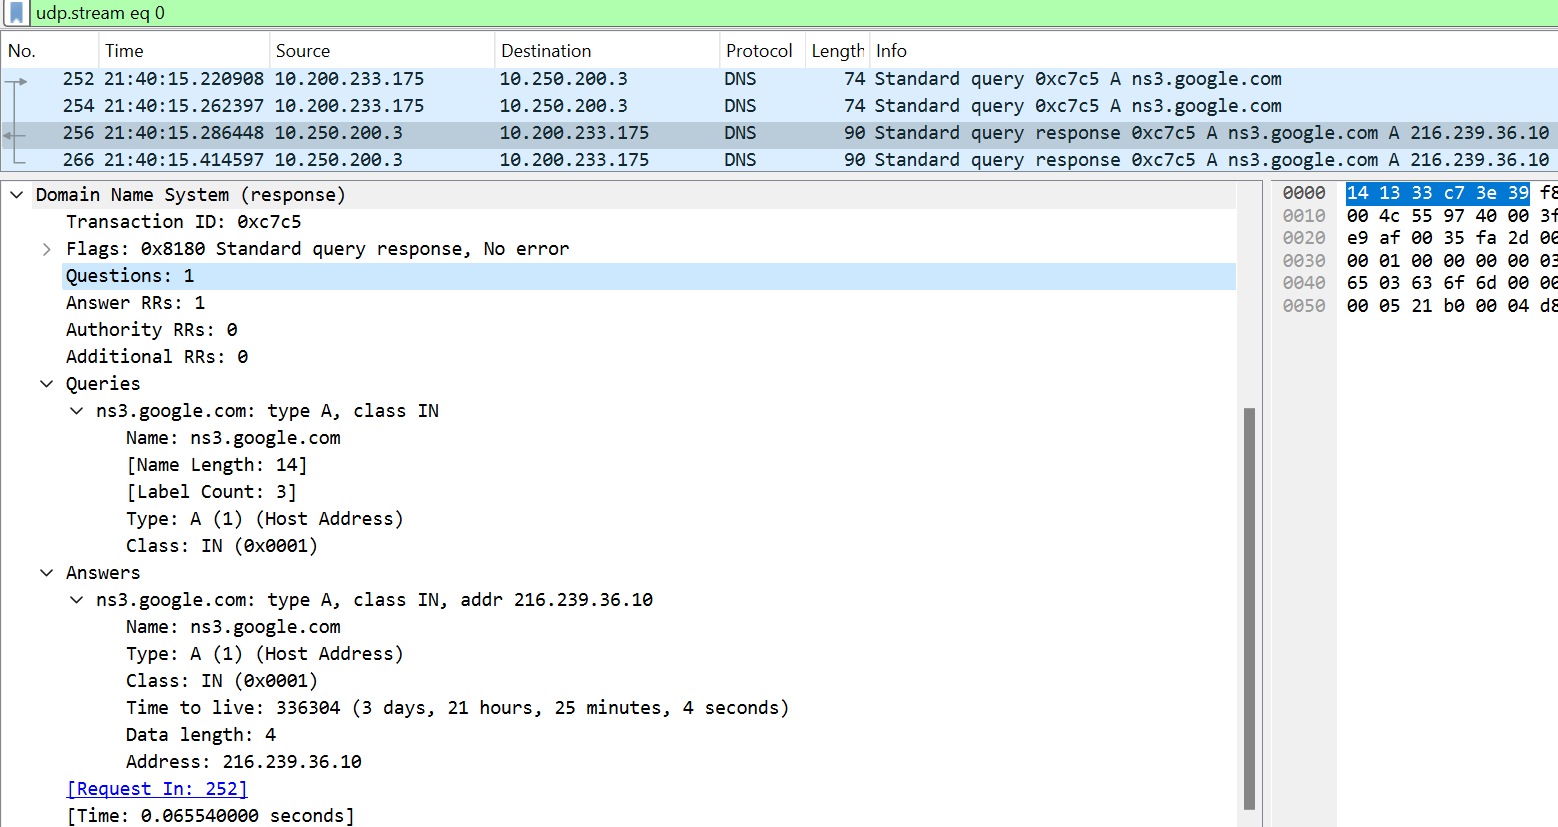 udp.stream eq 0
No. Time Source Destination Protocol Length Info
252 21:40:15.220908 10.200.233.175 10.250.200.3 DNS 74 Standard query 0xc7c5 A ns3.google.com
254 21:40:15.262397 10.200.233.175 10.250.200.3 DNS 74 Standard query 0xc7c5 A ns3.google.com
256 21:40:15.286448 10.250.200.3 10.200.233.175 DNS 90 Standard query response 0xc7c5 A ns3.google.com A 216.239.36.10
266 21:40:15.414597 10.250.200.3 10.200.233.175 DNS 90 Standard query response 0xc7c5 A ns3.google.com A 216.239.36.10
Domain Name System (response)
Transaction ID: 0xc7c5
Flags: 0x8180 Standard query response, No error
Questions: 1
Answer RRs: 1
Authority RRs: 0
Additional RRs: 0
Queries
ns3.google.com: type A, class IN
Name: ns3.google.com
[Name Length: 14]
[Label Count: 3]
Type: A (1) (Host Address)
Class: IN (0x0001)
Answers
ns3.google.com: type A, class IN, addr 216.239.36.10
Name: ns3.google.com
Type: A (1) (Host Address)
Class: IN (0x0001)
Time to live: 336304 (3 days, 21 hours, 25 minutes, 4 seconds)
Data length: 4
Address: 216.239.36.10
[Request In: 252]
[Time: 0.065540000 seconds]
0000 14 13 33 c7 3e 39 f8
0010 00 4c 55 97 40 00 3f
0020 e9 af 00 35 fa 2d 00
0030 00 01 00 00 00 00 03
0040 65 03 63 6f 6d 00 00
0050 00 05 21 b0 00 04 d8